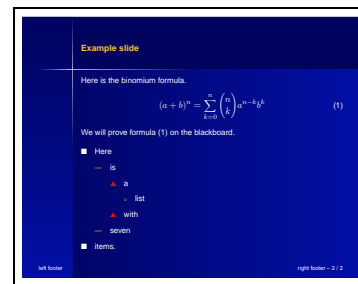 Example slide
Here is the binomium formula.
(a + b)^n = \sum_{k=0}^{n} \binom{n}{k} a^{n-k} b^k (1)
We will prove formula (1) on the blackboard.
■ Here
— is
▲ a
▫ list
▲ with
— seven
■ items.
left footer right footer – 2 / 2